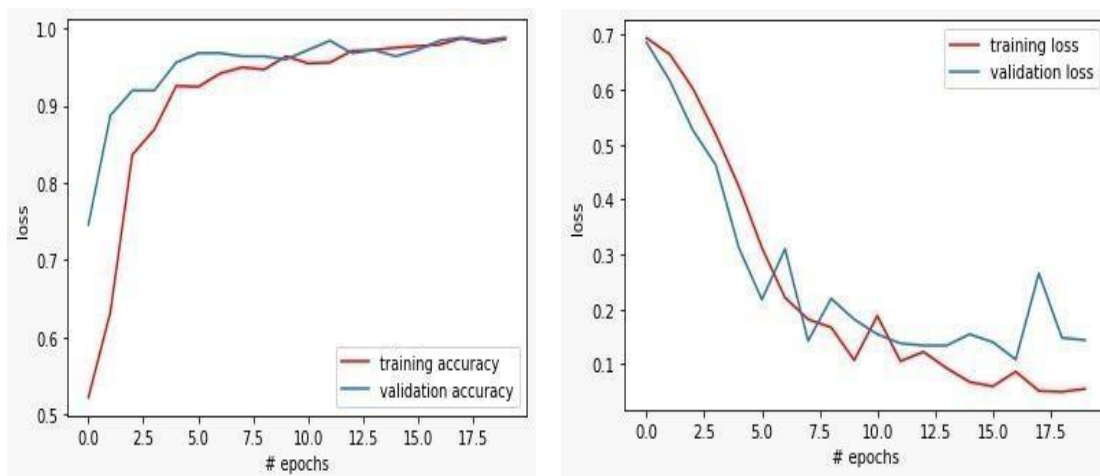 1.0
0.9
0.8
0.7
0.6
0.5
loss
0.0 2.5 5.0 7.5 10.0 12.5 15.0 17.5
# epochs
training accuracy
validation accuracy
0.7
0.6
0.5
0.4
0.3
0.2
0.1
loss
0.0 2.5 5.0 7.5 10.0 12.5 15.0 17.5
# epochs
training loss
validation loss